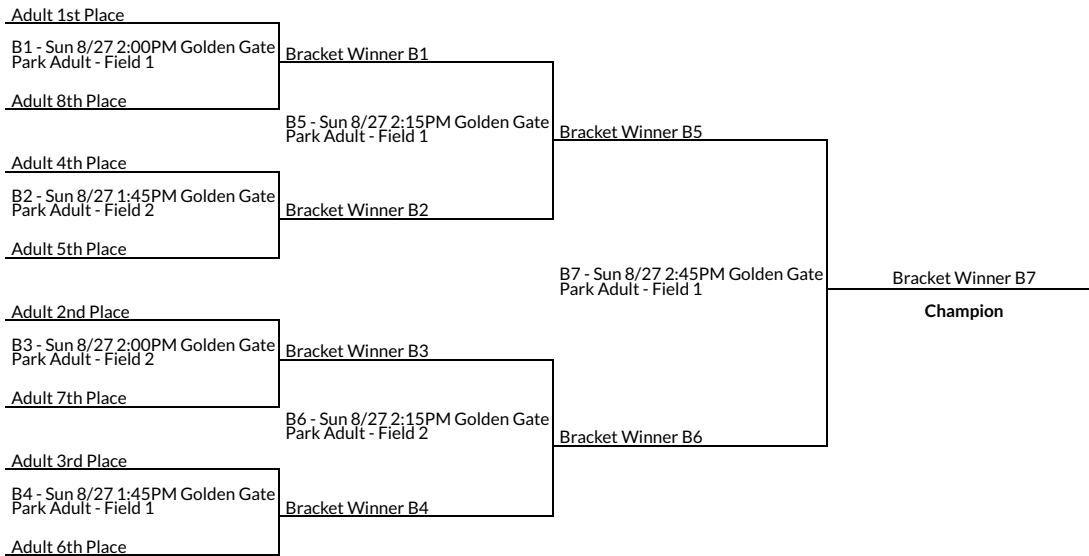 Adult 1st Place
B1 - Sun 8/27 2:00PM Golden Gate
Park Adult - Field 1
Adult 8th Place
Bracket Winner B1
B5 - Sun 8/27 2:15PM Golden Gate
Park Adult - Field 1
Adult 4th Place
B2 - Sun 8/27 1:45PM Golden Gate
Park Adult - Field 2
Adult 5th Place
Bracket Winner B2
Bracket Winner B5
B7 - Sun 8/27 2:45PM Golden Gate
Park Adult - Field 1
Bracket Winner B7
Champion
Adult 2nd Place
B3 - Sun 8/27 2:00PM Golden Gate
Park Adult - Field 2
Adult 7th Place
Bracket Winner B3
B6 - Sun 8/27 2:15PM Golden Gate
Park Adult - Field 2
Adult 3rd Place
B4 - Sun 8/27 1:45PM Golden Gate
Park Adult - Field 1
Adult 6th Place
Bracket Winner B4
Bracket Winner B6